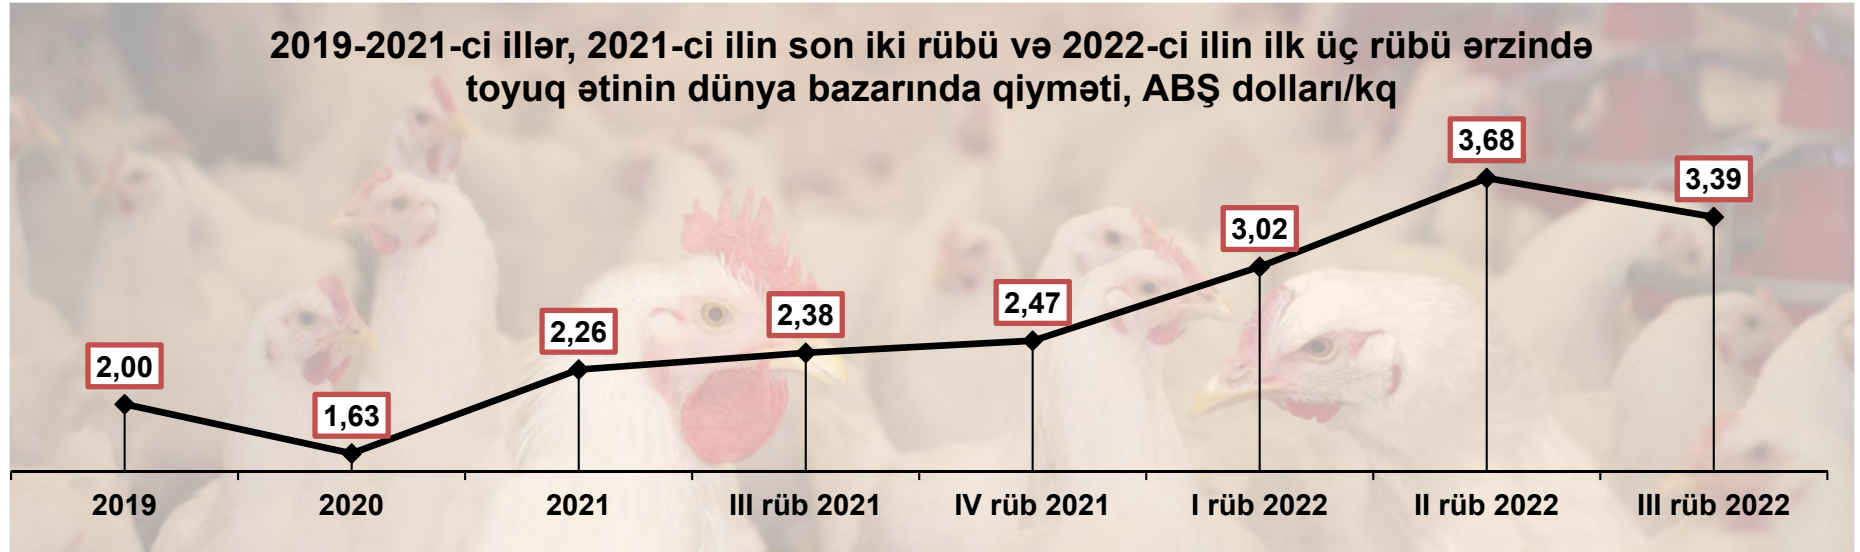 2019-2021-ci illər, 2021-ci ilin son iki rübü və 2022-ci ilin ilk üç rübü ərzində
toyuq ətinin dünya bazarında qiyməti, ABŞ dolları/kq
2,00
1,63
2,26
2,38
2,47
3,02
3,68
3,39
2019
2020
2021
III rüb 2021
IV rüb 2021
I rüb 2022
II rüb 2022
III rüb 2022